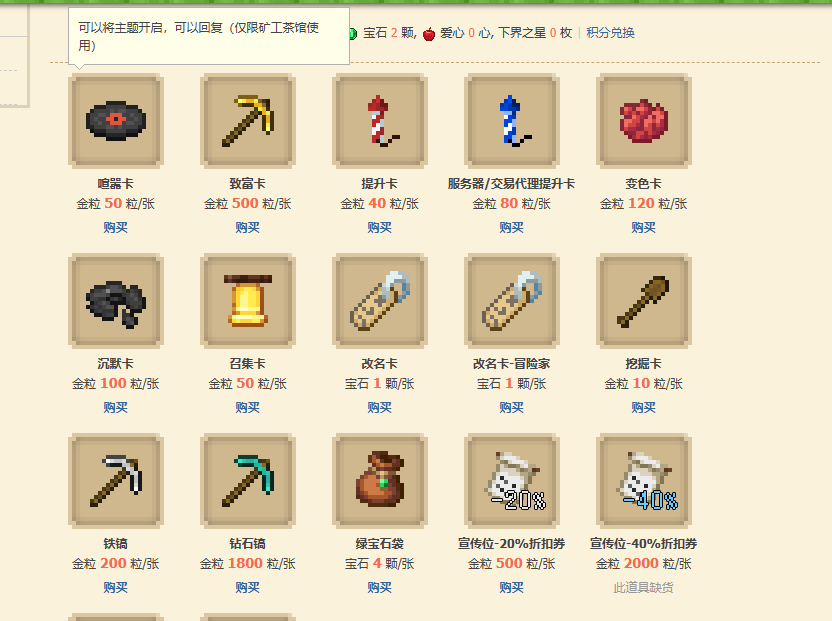 可以将主题开启，可以回复（仅限矿工茶馆使
用）
宝石 2 颗, 爱心 0 心, 下界之星 0 枚 | 积分兑换
喧嚣卡 致富卡 提升卡 服务器/交易代理提升卡 变色卡
金粒 50 粒/张 金粒 500 粒/张 金粒 40 粒/张 金粒 80 粒/张 金粒 120 粒/张
购买 购买 购买 购买 购买
沉默卡 召集卡 改名卡 改名卡-冒险家 挖掘卡
金粒 100 粒/张 金粒 50 粒/张 宝石 1 颗/张 宝石 1 颗/张 金粒 10 粒/张
购买 购买 购买 购买 购买
-20% -40%
铁镐 钻石镐 绿宝石袋 宣传位-20%折扣券 宣传位-40%折扣券
金粒 200 粒/张 金粒 1800 粒/张 宝石 4 颗/张 金粒 500 粒/张 金粒 2000 粒/张
购买 购买 购买 购买 此道具缺货